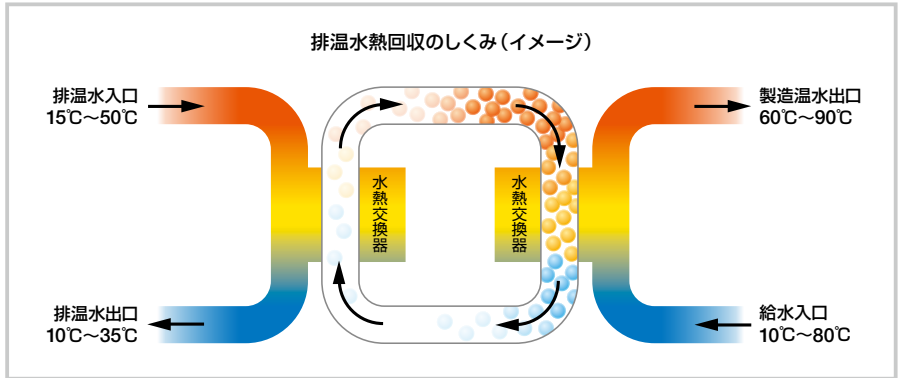 排温水熱回収のしくみ（イメージ）
排温水入口
15℃～50℃
製造温水出口
60℃～90℃
水熱交換器
水熱交換器
排温水出口
10℃～35℃
給水入口
10℃～80℃